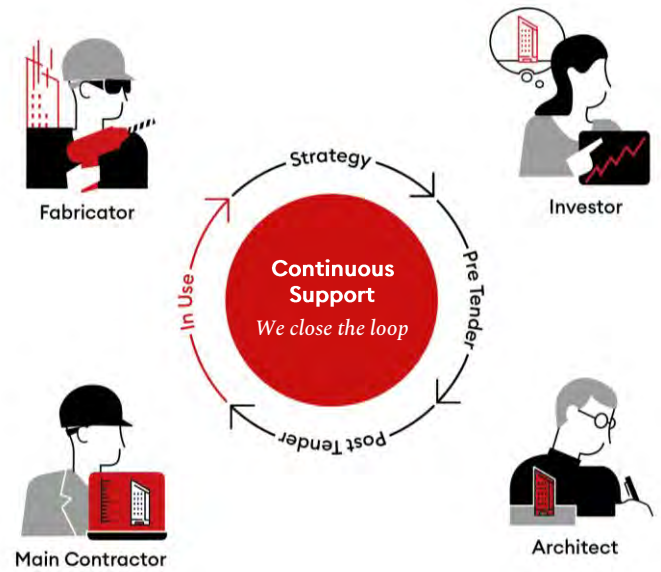 Fabricator
Investor
Strategy
Pre Tender
Post Tender
In Use
Continuous
Support
We close the loop
Main Contractor
Architect